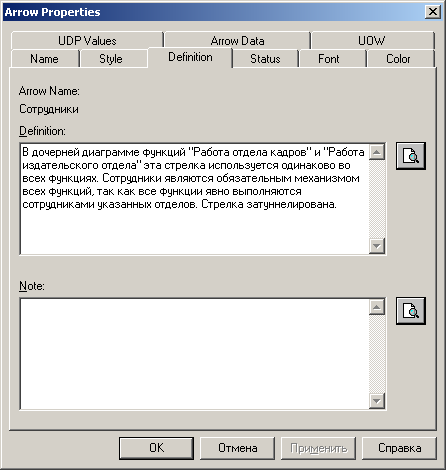 Arrow Properties
UDP Values Arrow Data UOW
Name Style Definition Status Font Color
Arrow Name:
Сотрудники
Definition:
В дочерней диаграмме функций "Работа отдела кадров" и "Работа
издательского отдела" эта стрелка используется одинаково во
всех функциях. Сотрудники являются обязательным механизмом
всех функций, так как все функции явно выполняются
сотрудниками указанных отделов. Стрелка затуннелирована.
Note:
OK Отмена Применить Справка